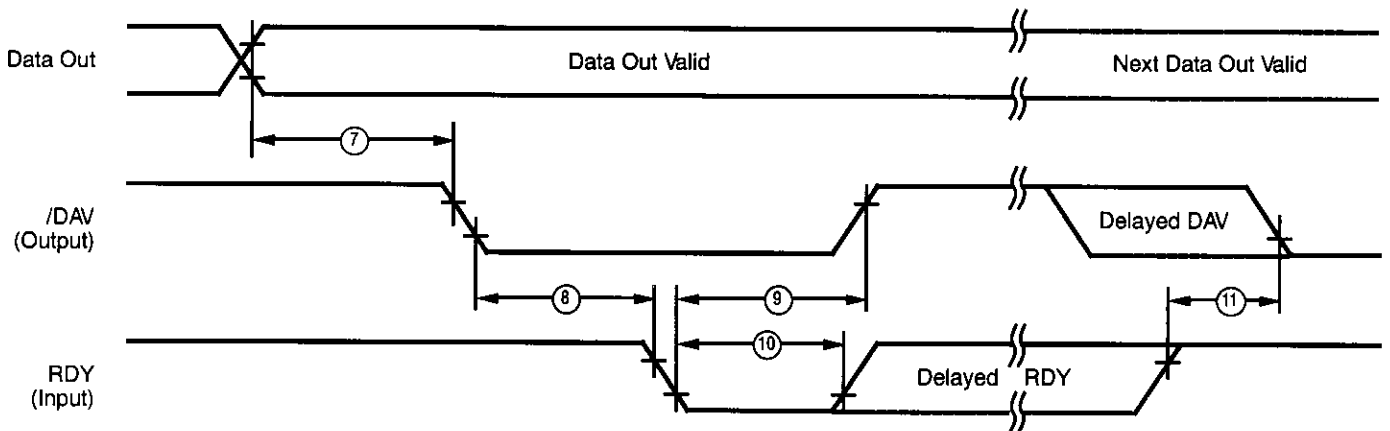 Data Out
Data Out Valid
Next Data Out Valid
7
/DAV
(Output)
Delayed DAV
8
9
11
10
RDY
(Input)
Delayed RDY